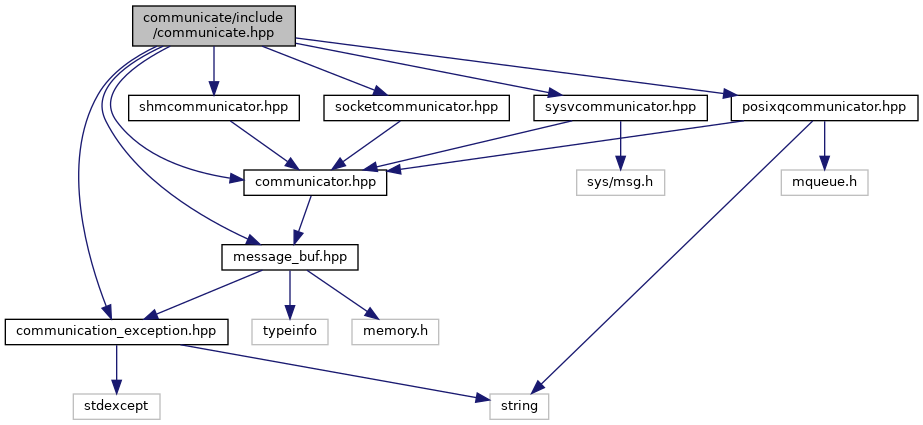 communicate/include
/communicate.hpp
shmcommunicator.hpp
socketcommunicator.hpp
sysvcommunicator.hpp
posixqcommunicator.hpp
communicator.hpp
sys/msg.h
mqueue.h
message_buf.hpp
communication_exception.hpp
typeinfo
memory.h
stdexcept
string